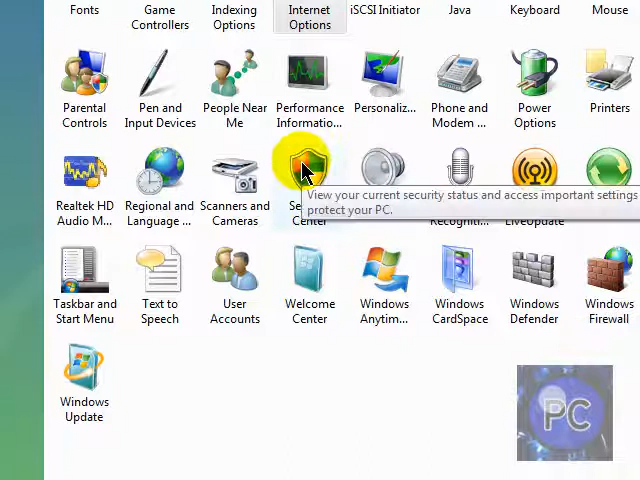 Fonts
Game
Controllers
Indexing
Options
Internet
Options
iSCSI Initiator
Java
Keyboard
Mouse
Parental
Controls
Pen and
Input Devices
People Near
Me
Performance
Informatio...
Personaliz...
Phone and
Modem ...
Power
Options
Printers
Realtek HD
Audio M...
Regional and
Language ...
Scanners and
Cameras
Se
Center
View your current security status and access important settings
protect your PC.
Recogniti...
LiveUpdate
Taskbar and
Start Menu
Text to
Speech
User
Accounts
Welcome
Center
Windows
Anytim...
Windows
CardSpace
Windows
Defender
Windows
Firewall
Windows
Update
PC